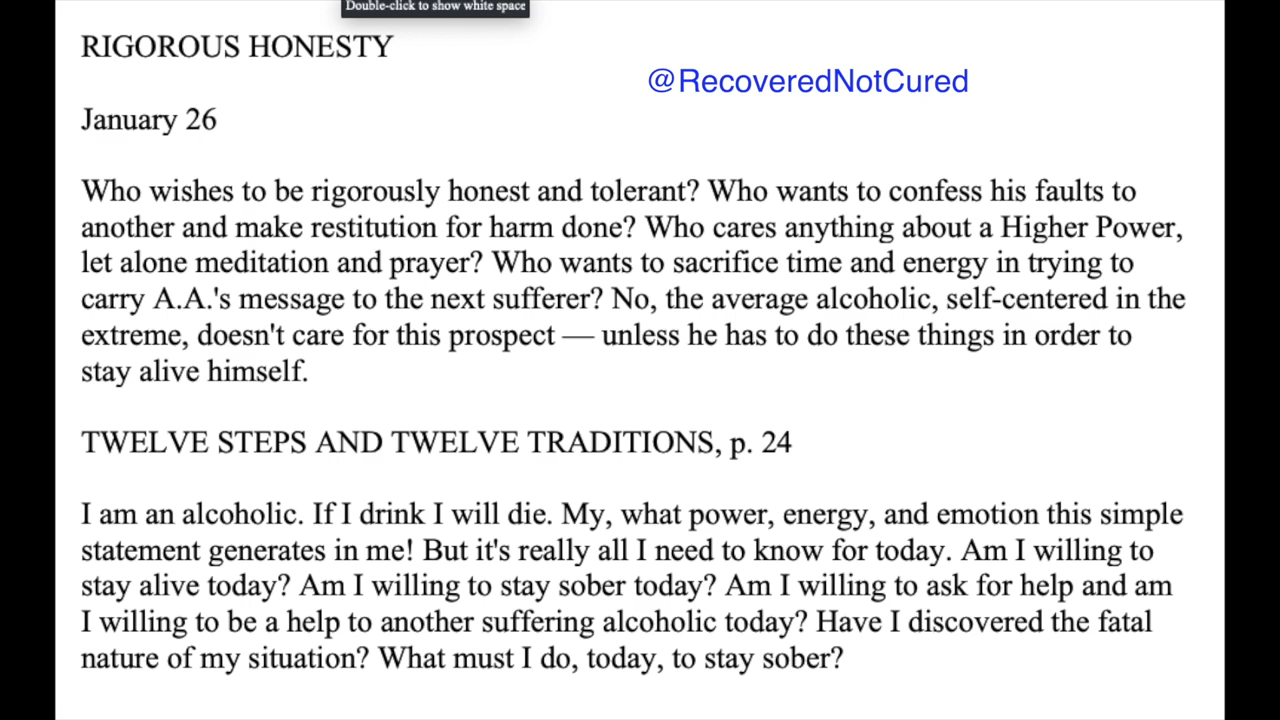 Double-click to show white space
RIGOROUS HONESTY
@RecoveredNotCured
January 26
Who wishes to be rigorously honest and tolerant? Who wants to confess his faults to
another and make restitution for harm done? Who cares anything about a Higher Power,
let alone meditation and prayer? Who wants to sacrifice time and energy in trying to
carry A.A.'s message to the next sufferer? No, the average alcoholic, self-centered in the
extreme, doesn't care for this prospect — unless he has to do these things in order to
stay alive himself.
TWELVE STEPS AND TWELVE TRADITIONS, p. 24
I am an alcoholic. If I drink I will die. My, what power, energy, and emotion this simple
statement generates in me! But it's really all I need to know for today. Am I willing to
stay alive today? Am I willing to stay sober today? Am I willing to ask for help and am
I willing to be a help to another suffering alcoholic today? Have I discovered the fatal
nature of my situation? What must I do, today, to stay sober?